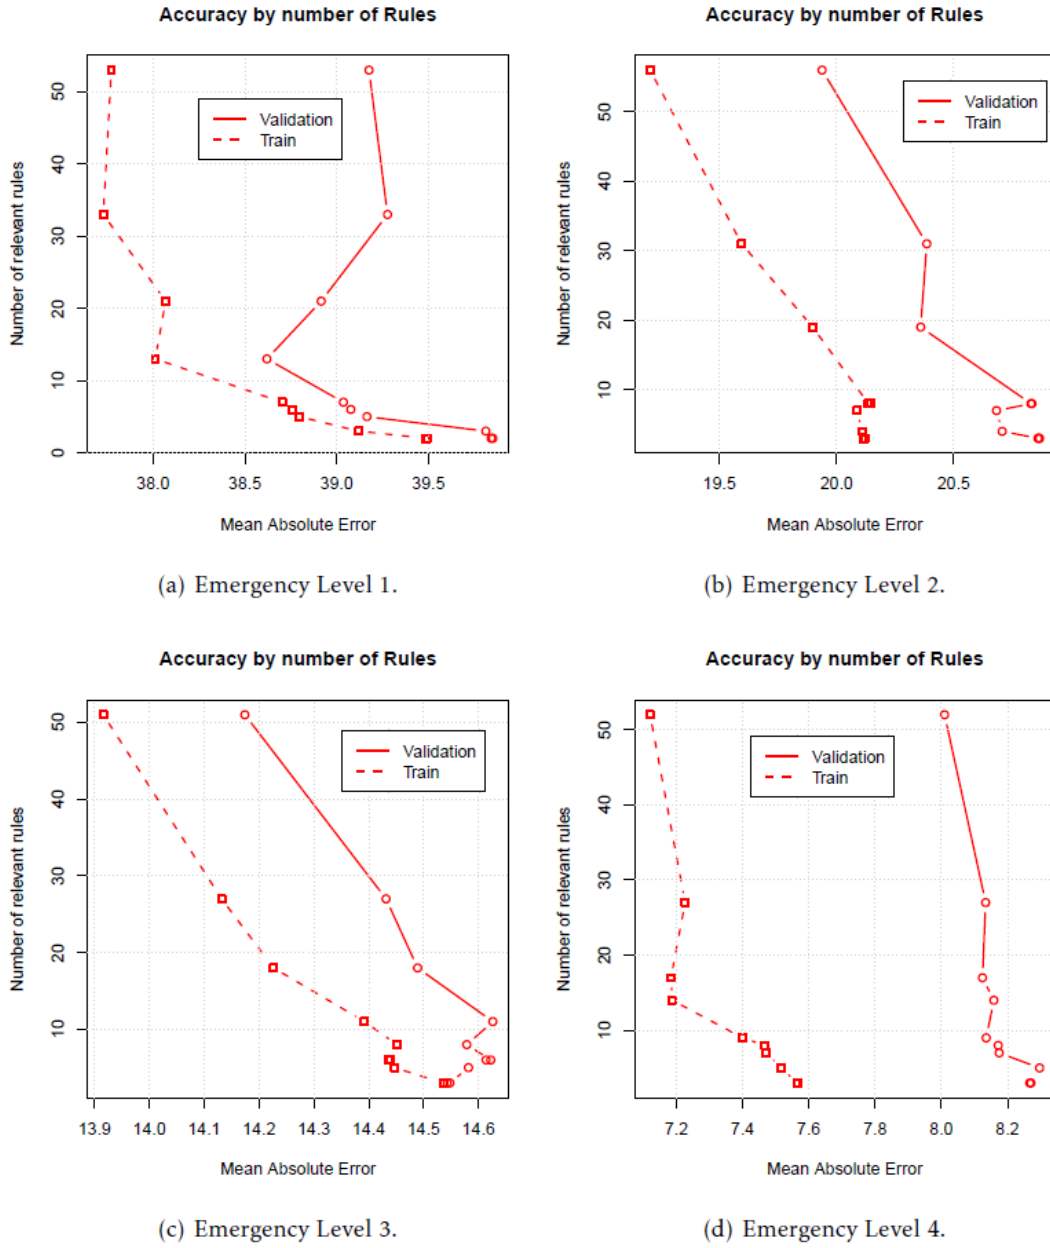 Accuracy by number of Rules
Number of relevant rules
50
40
30
20
10
0
Validation
Train
38.0 38.5 39.0 39.5
Mean Absolute Error
(a) Emergency Level 1.
Accuracy by number of Rules
Number of relevant rules
50
40
30
20
10
Validation
Train
19.5 20.0 20.5
Mean Absolute Error
(b) Emergency Level 2.
Accuracy by number of Rules
Number of relevant rules
50
40
30
20
10
Validation
Train
13.9 14.0 14.1 14.2 14.3 14.4 14.5 14.6
Mean Absolute Error
(c) Emergency Level 3.
Accuracy by number of Rules
Number of relevant rules
50
40
30
20
10
Validation
Train
7.2 7.4 7.6 7.8 8.0 8.2
Mean Absolute Error
(d) Emergency Level 4.